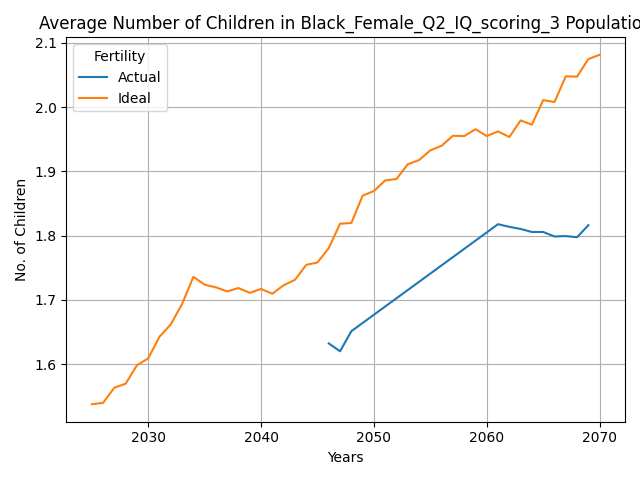 Average Number of Children in Black_Female_Q2_IQ_scoring_3 Populatio
Fertility
Actual
Ideal
No. of Children
2.1
2.0
1.9
1.8
1.7
1.6
2030 2040 2050 2060 2070
Years